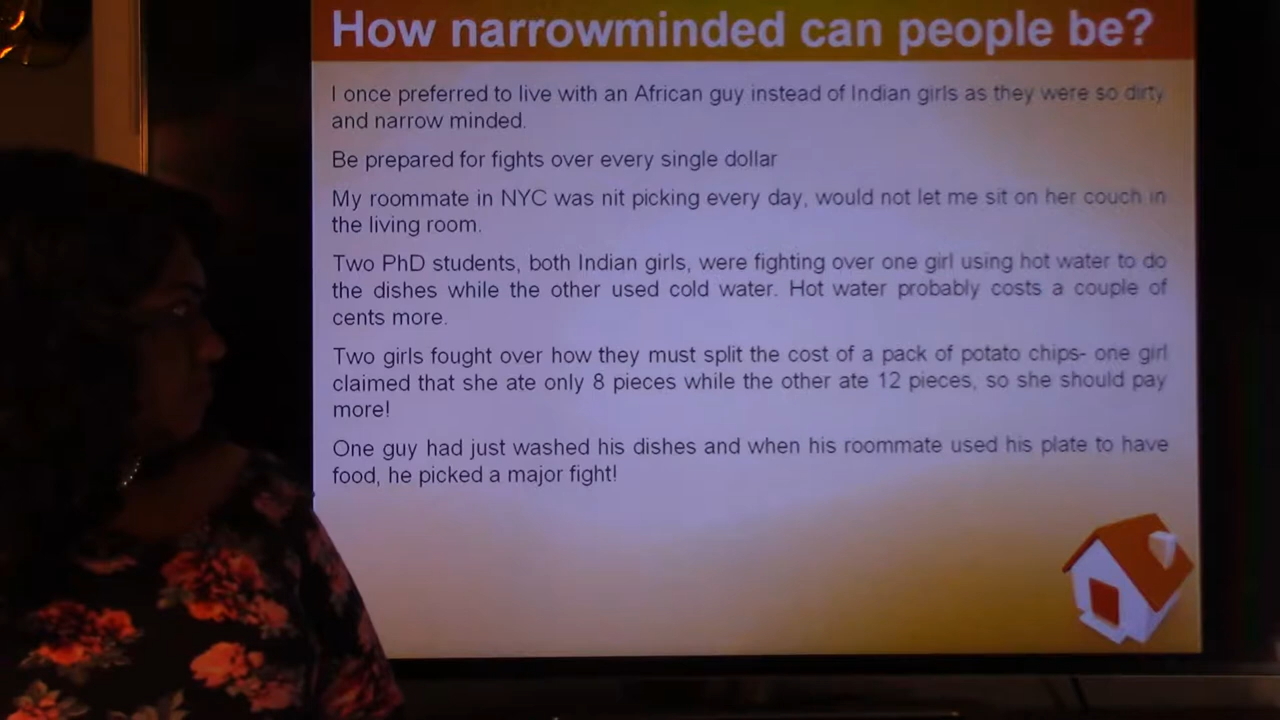 How narrowminded can people be?
I once preferred to live with an African guy instead of Indian girls as they were so dirty
and narrow minded.
Be prepared for fights over every single dollar
My roommate in NYC was nit picking every day, would not let me sit on her couch in
the living room.
Two PhD students, both Indian girls, were fighting over one girl using hot water to do
the dishes while the other used cold water. Hot water probably costs a couple of
cents more.
Two girls fought over how they must split the cost of a pack of potato chips- one girl
claimed that she ate only 8 pieces while the other ate 12 pieces, so she should pay
more!
One guy had just washed his dishes and when his roommate used his plate to have
food, he picked a major fight!